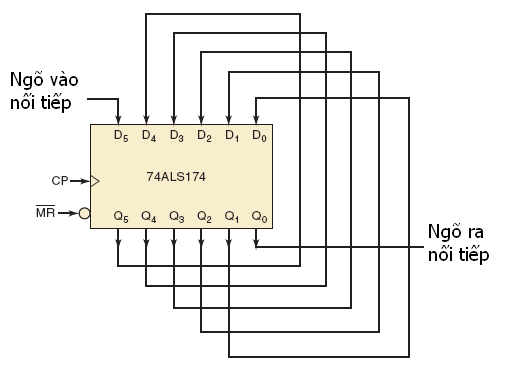 Ngõ vào
nối tiếp
D5 D4 D3 D2 D1 D0
74ALS174
CP
MR
Q5 Q4 Q3 Q2 Q1 Q0
Ngõ ra
nối tiếp